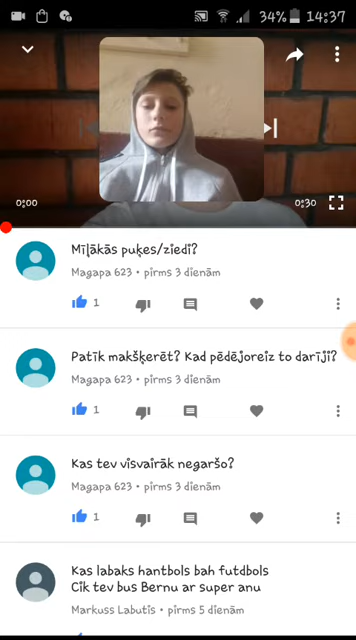 34% 14:37
0:00
0:30
Mīļākās puķes/ziedi?
Magapa 623 • pirms 3 dienām
1
Patīk makšķerēt? Kad pēdējoreiz to darīji?
Magapa 623 • pirms 3 dienām
1
Kas tev visvairāk negaršo?
Magapa 623 • pirms 3 dienām
1
Kas labaks hantbols bah futdbols
Cik tev bus Bernu ar super anu
Markuss Labutis • pirms 5 dienām